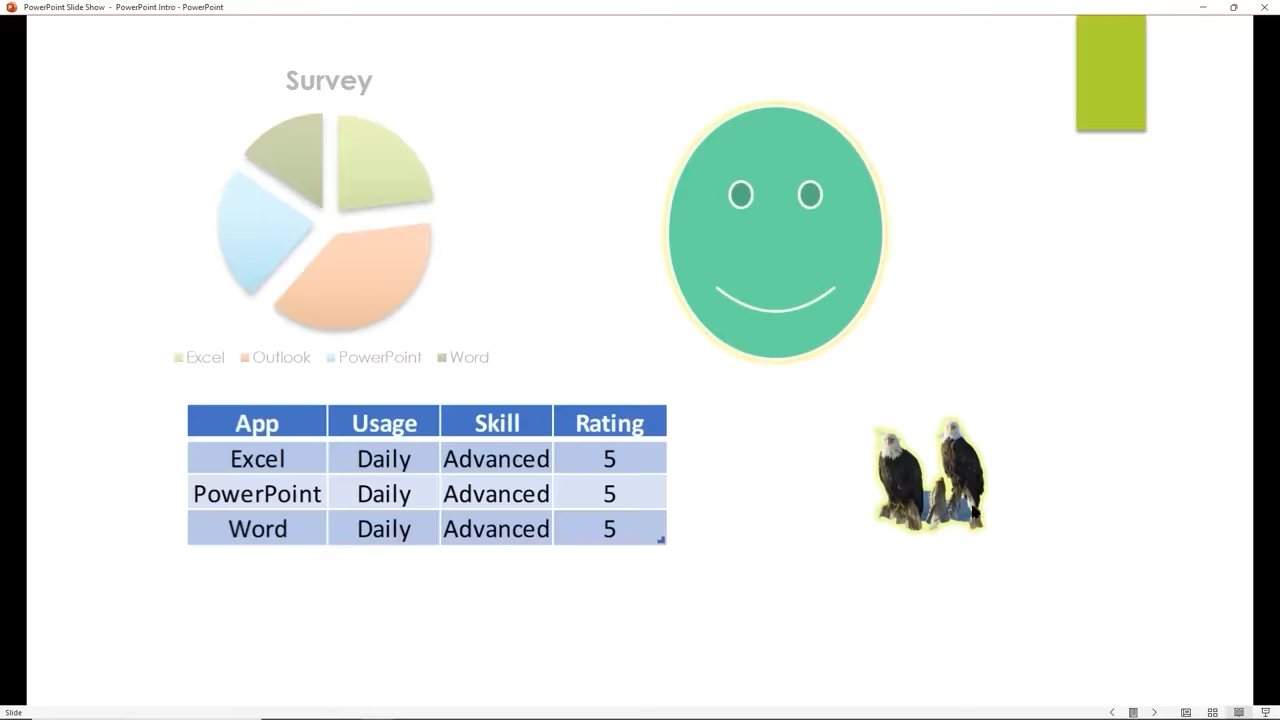 PowerPoint Slide Show - PowerPoint Intro - PowerPoint
Survey
Excel Outlook PowerPoint Word
App Usage Skill Rating
Excel Daily Advanced 5
PowerPoint Daily Advanced 5
Word Daily Advanced 5
Slide